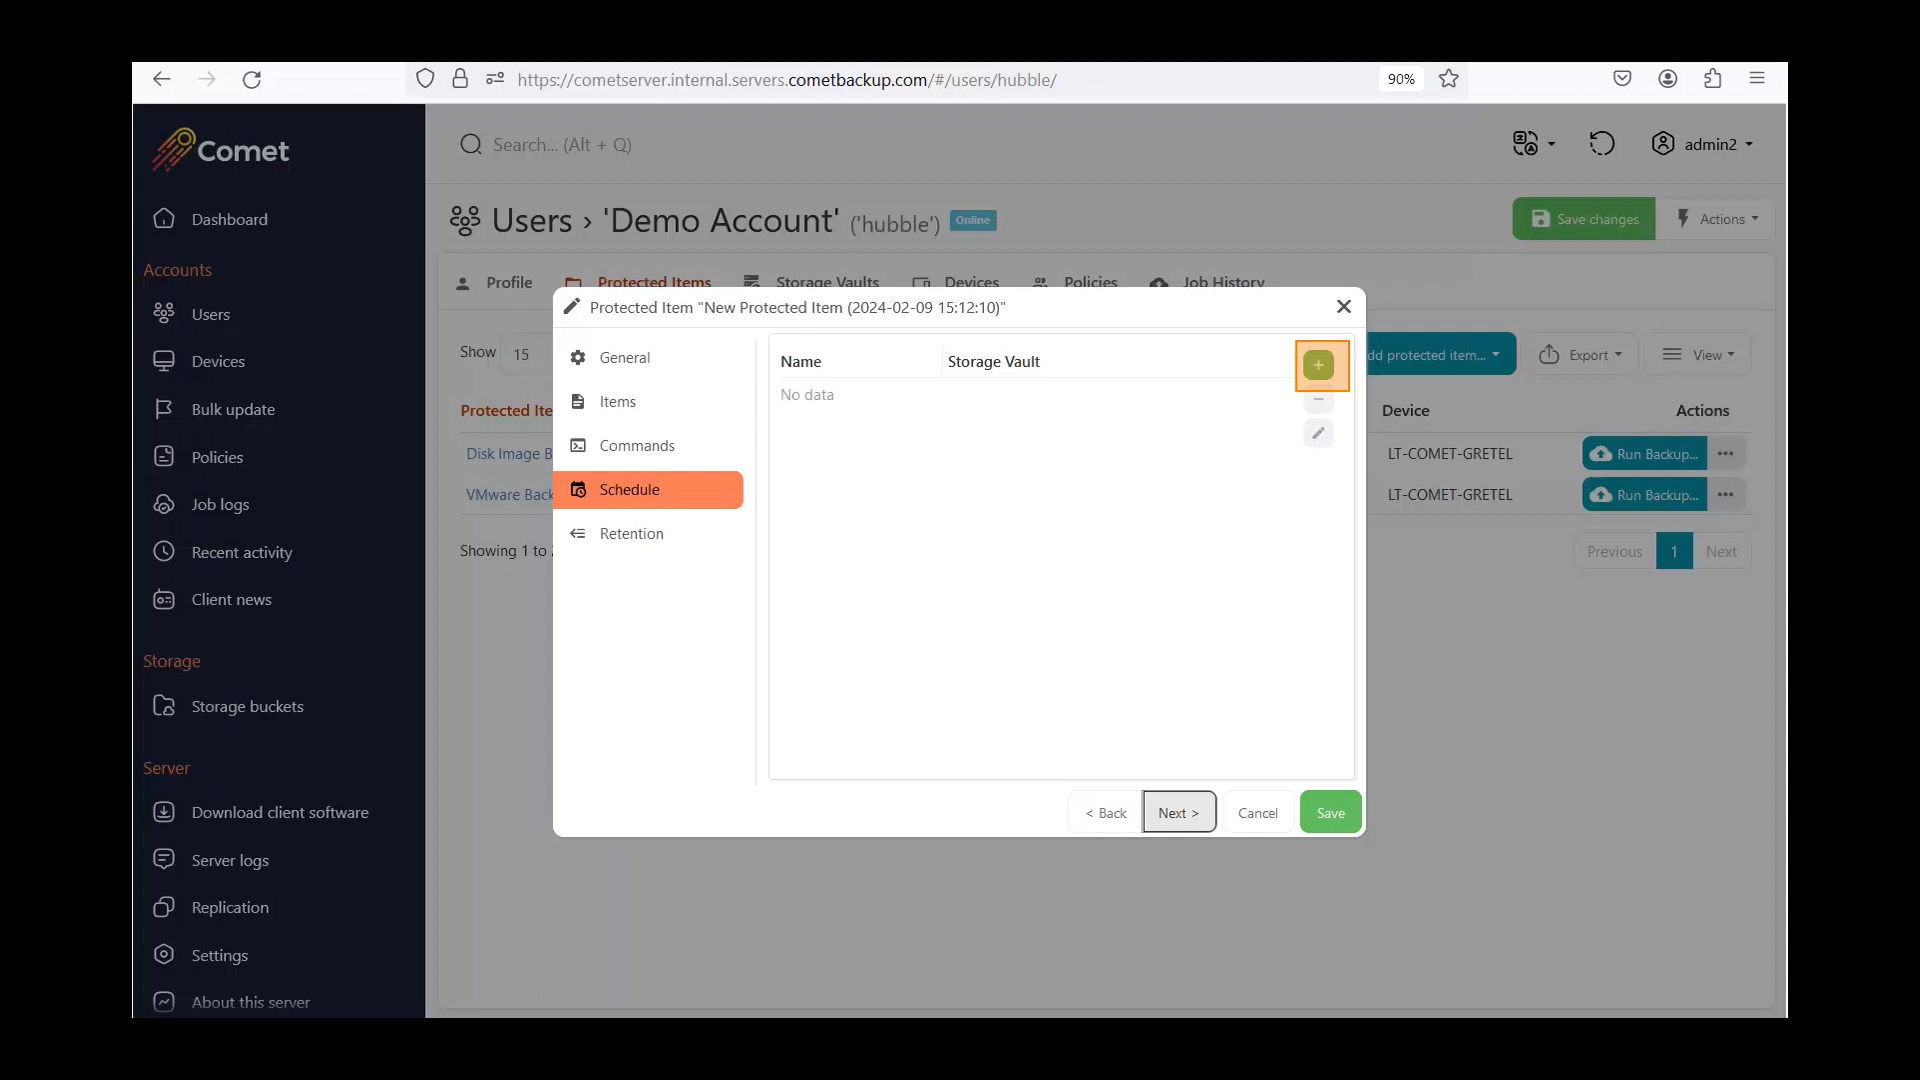 https://cometserver.internal.servers.cometbackup.com/#/users/hubble/
90%
Comet
Search... (Alt + Q)
admin2
Dashboard
Accounts
Users
Devices
Bulk update
Policies
Job logs
Recent activity
Client news
Storage
Storage buckets
Server
Download client software
Server logs
Replication
Settings
About this server
Users › 'Demo Account' ('hubble') Online
Save changes
Actions
Profile
Protected Items
Storage Vaults
Devices
Policies
Job History
Show 15
dd protected item...
Export
View
Protected Ite
Device
Actions
Disk Image B
LT-COMET-GRETEL
Run Backup...
VMware Back
LT-COMET-GRETEL
Run Backup...
Showing 1 to
Previous
1
Next
Protected Item "New Protected Item (2024-02-09 15:12:10)"
General
Items
Commands
Schedule
Retention
Name
Storage Vault
No data
< Back
Next >
Cancel
Save